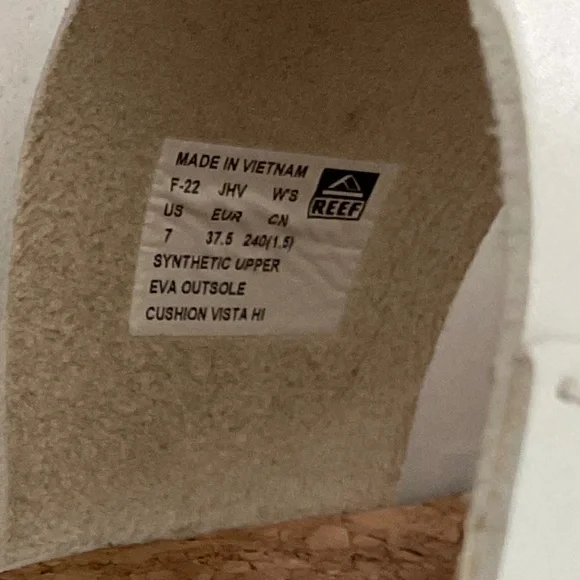 MADE IN VIETNAM
F-22 JHV W'S
REEF
US EUR CN
7 37.5 240(1.5)
SYNTHETIC UPPER
EVA OUTSOLE
CUSHION VISTA HI